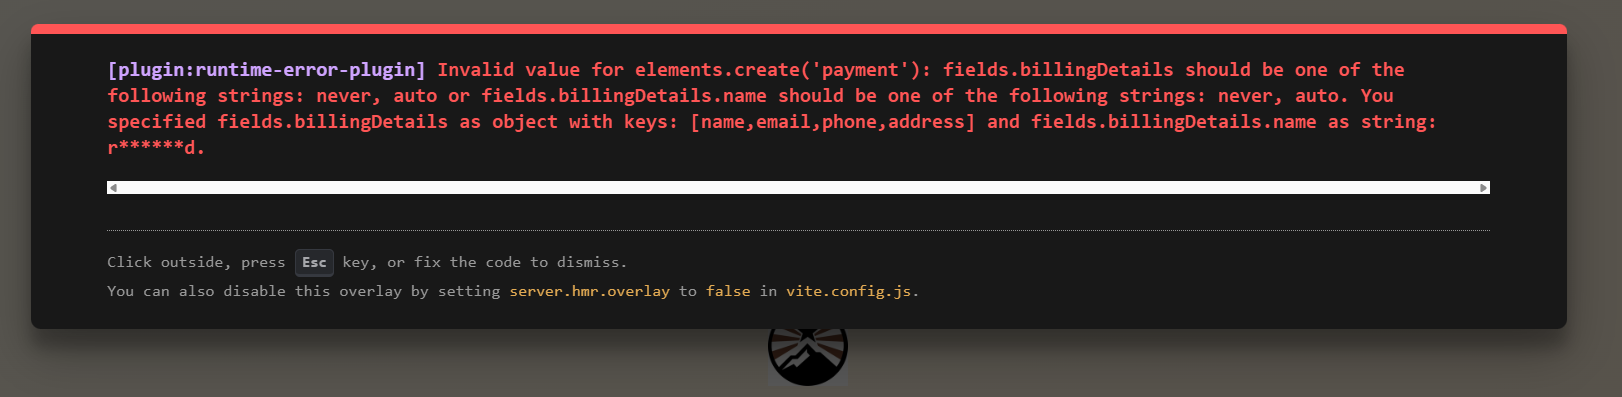 [plugin:runtime-error-plugin] Invalid value for elements.create('payment'): fields.billingDetails should be one of the
following strings: never, auto or fields.billingDetails.name should be one of the following strings: never, auto. You
specified fields.billingDetails as object with keys: [name,email,phone,address] and fields.billingDetails.name as string:
r******d.
Click outside, press Esc key, or fix the code to dismiss.
You can also disable this overlay by setting server.hmr.overlay to false in vite.config.js.